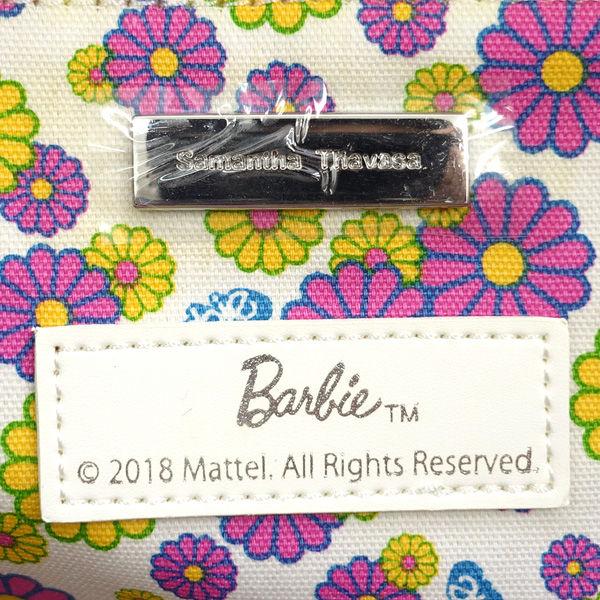 Samantha Thavasa
Barbie™
© 2018 Mattel. All Rights Reserved.